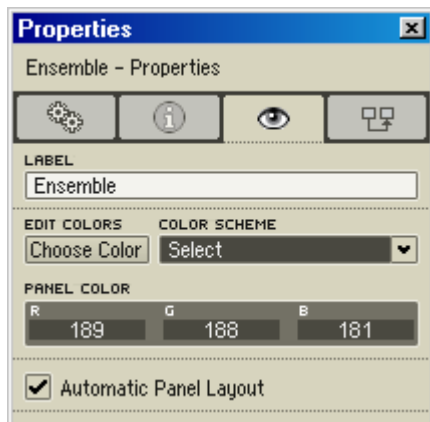 Properties
Ensemble – Properties
LABEL
Ensemble
EDIT COLORS COLOR SCHEME
Choose Color Select
PANEL COLOR
R G B
189 188 181
Automatic Panel Layout